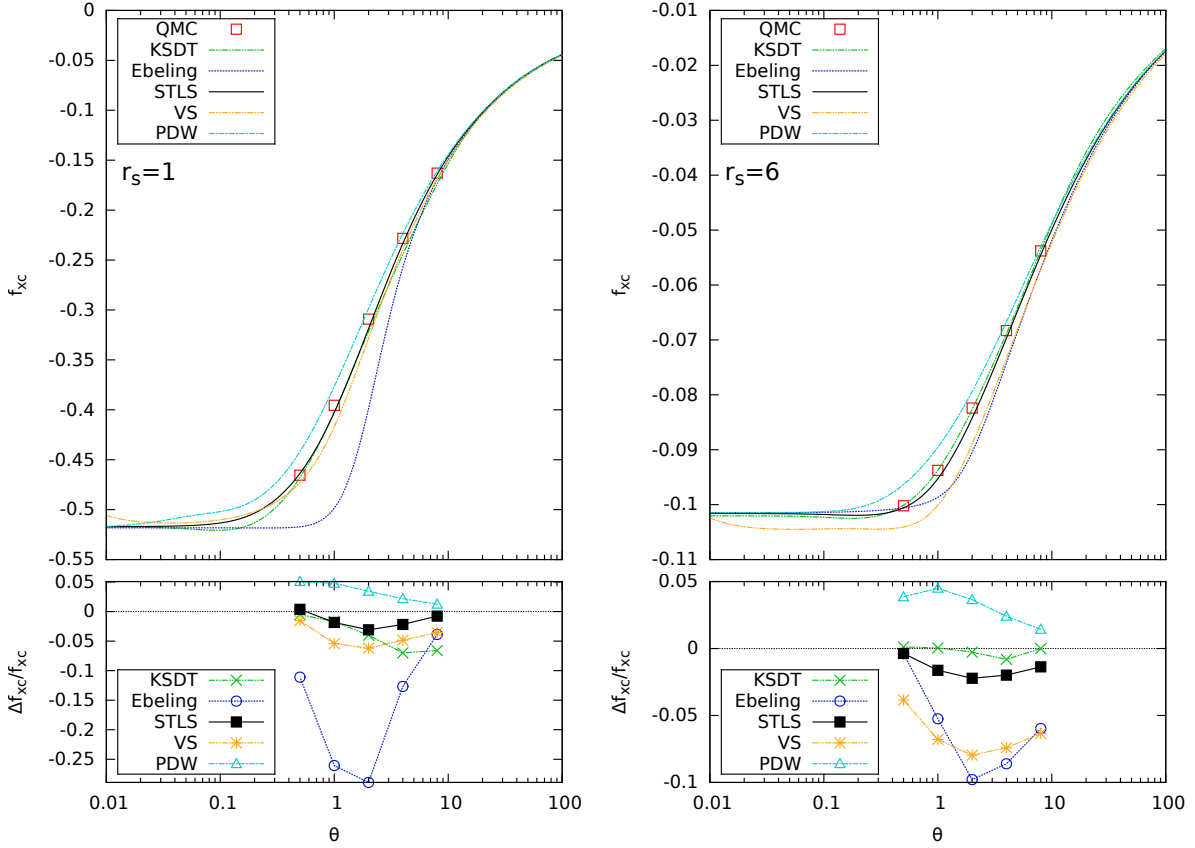 0
-0.05
-0.1
-0.15
-0.2
-0.25
-0.3
-0.35
-0.4
-0.45
-0.5
-0.55
f_xc
QMC
KSDT
Ebeling
STLS
VS
PDW
r_s=1
0.05
0
-0.05
-0.1
-0.15
-0.2
-0.25
Δf_xc/f_xc
KSDT
Ebeling
STLS
VS
PDW
0.01 0.1 1 10 100
θ
-0.01
-0.02
-0.03
-0.04
-0.05
-0.06
-0.07
-0.08
-0.09
-0.1
-0.11
f_xc
QMC
KSDT
Ebeling
STLS
VS
PDW
r_s=6
0.05
0
-0.05
-0.1
Δf_xc/f_xc
KSDT
Ebeling
STLS
VS
PDW
0.01 0.1 1 10 100
θ